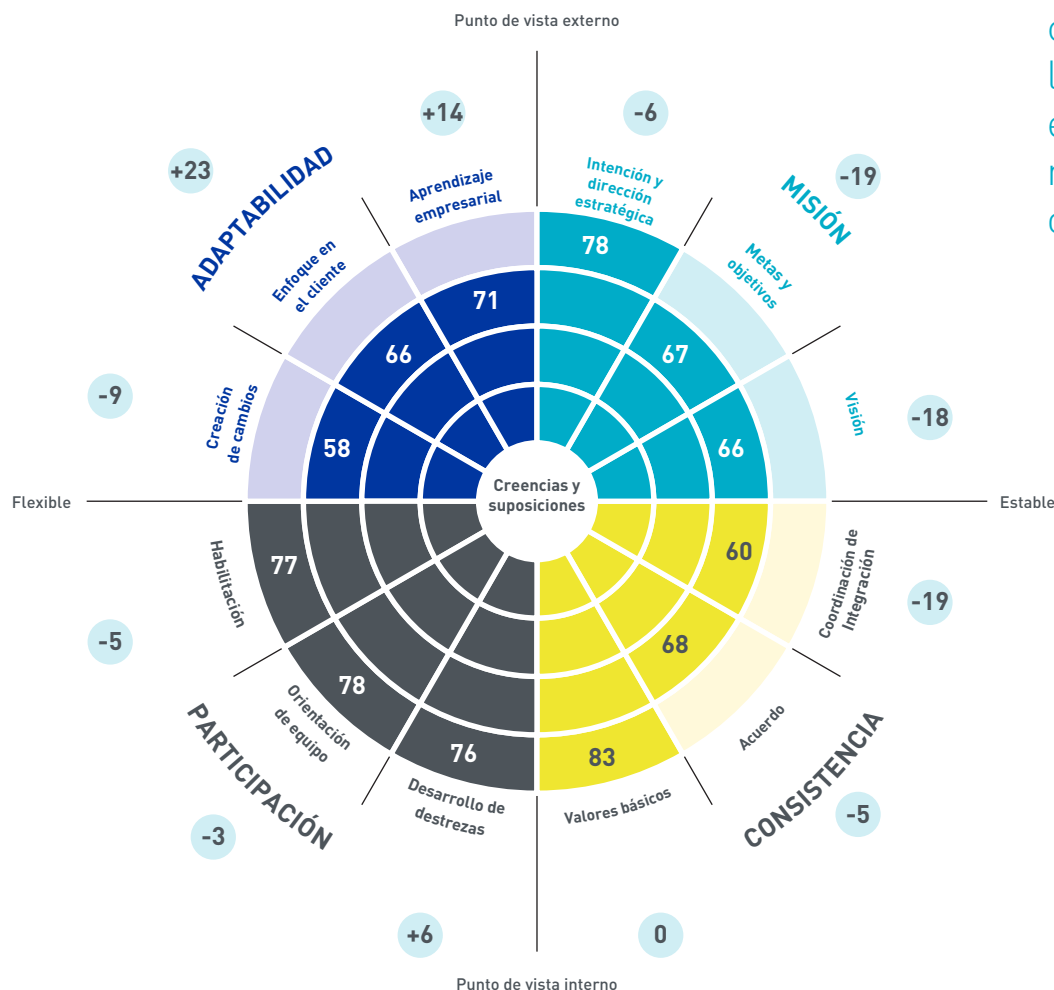 Punto de vista externo
+14
-6
+23
-19
ADAPTABILIDAD
MISIÓN
Aprendizaje
empresarial
Intención y
dirección
estratégica
Enfoque en
el cliente
Metas y
objetivos
78
71
66
67
-9
-18
Creación
de cambios
Visión
58
66
Flexible
Creencias y
suposiciones
Estable
77
60
Habilitación
Coordinación de
Integración
-5
-19
78
68
Orientación
de equipo
Acuerdo
76
83
PARTICIPACIÓN
CONSISTENCIA
Desarrollo de
destrezas
Valores básicos
-3
-5
+6
0
Punto de vista interno